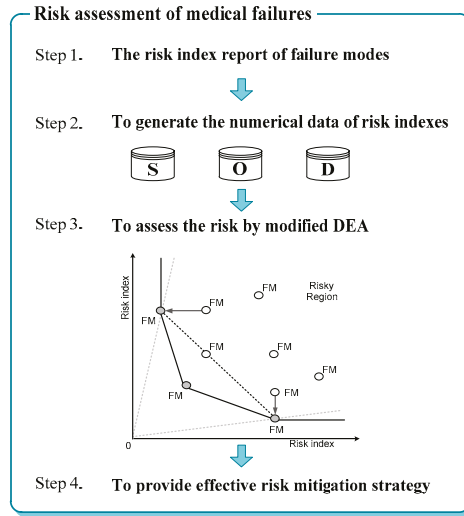 Risk assessment of medical failures
Step 1. The risk index report of failure modes
Step 2. To generate the numerical data of risk indexes
S O D
Step 3. To assess the risk by modified DEA
Risk index
FM
FM
Risky
Region
FM
FM
FM
FM
FM
FM
FM
FM
0
Risk index
Step 4. To provide effective risk mitigation strategy